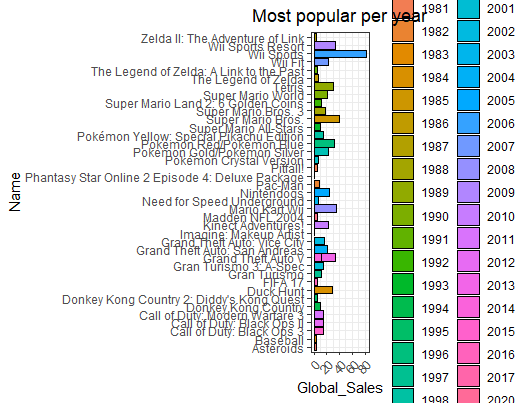 Most popular per year
Name
Zelda II: The Adventure of Link
Wii Sports Resort
Wii Sports
Wii Fit
The Legend of Zelda: A Link to the Past
The Legend of Zelda
Tetris
Super Mario World
Super Mario Land 2: 6 Golden Coins
Super Mario Bros. 3
Super Mario Bros.
Super Mario All-Stars
Pokémon Yellow: Special Pikachu Edition
Pokemon Red/Pokemon Blue
Pokemon Gold/Pokemon Silver
Pokémon Crystal Version
Pitfall!
Phantasy Star Online 2 Episode 4: Deluxe Package
Pac-Man
Nintendogs
Need for Speed Underground
Mario Kart Wii
Madden NFL 2004
Kinect Adventures!
Imagine: Makeup Artist
Grand Theft Auto: Vice City
Grand Theft Auto: San Andreas
Grand Theft Auto V
Gran Turismo 3: A-Spec
Gran Turismo
FIFA 17
Duck Hunt
Donkey Kong Country 2: Diddy's Kong Quest
Donkey Kong Country
Call of Duty: Modern Warfare 3
Call of Duty: Black Ops II
Call of Duty: Black Ops 3
Baseball
Asteroids
0 20 40 60 80
Global_Sales
1981 2001
1982 2002
1983 2003
1984 2004
1985 2005
1986 2006
1987 2007
1988 2008
1989 2009
1990 2010
1991 2011
1992 2012
1993 2013
1994 2014
1995 2015
1996 2016
1997 2017
1998 2020